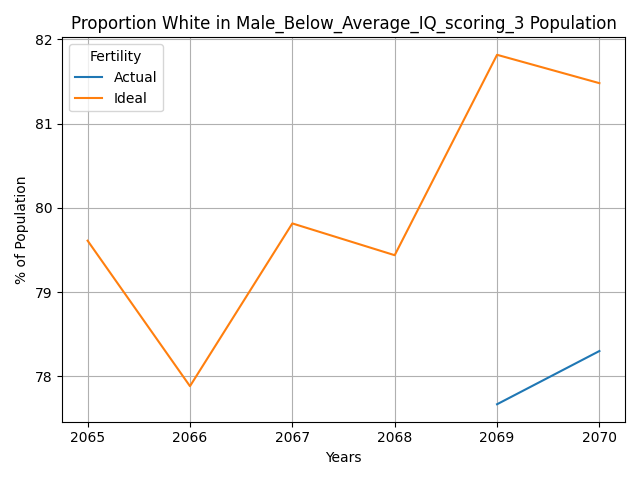 Proportion White in Male_Below_Average_IQ_scoring_3 Population
Fertility
Actual
Ideal
% of Population
82
81
80
79
78
2065 2066 2067 2068 2069 2070
Years